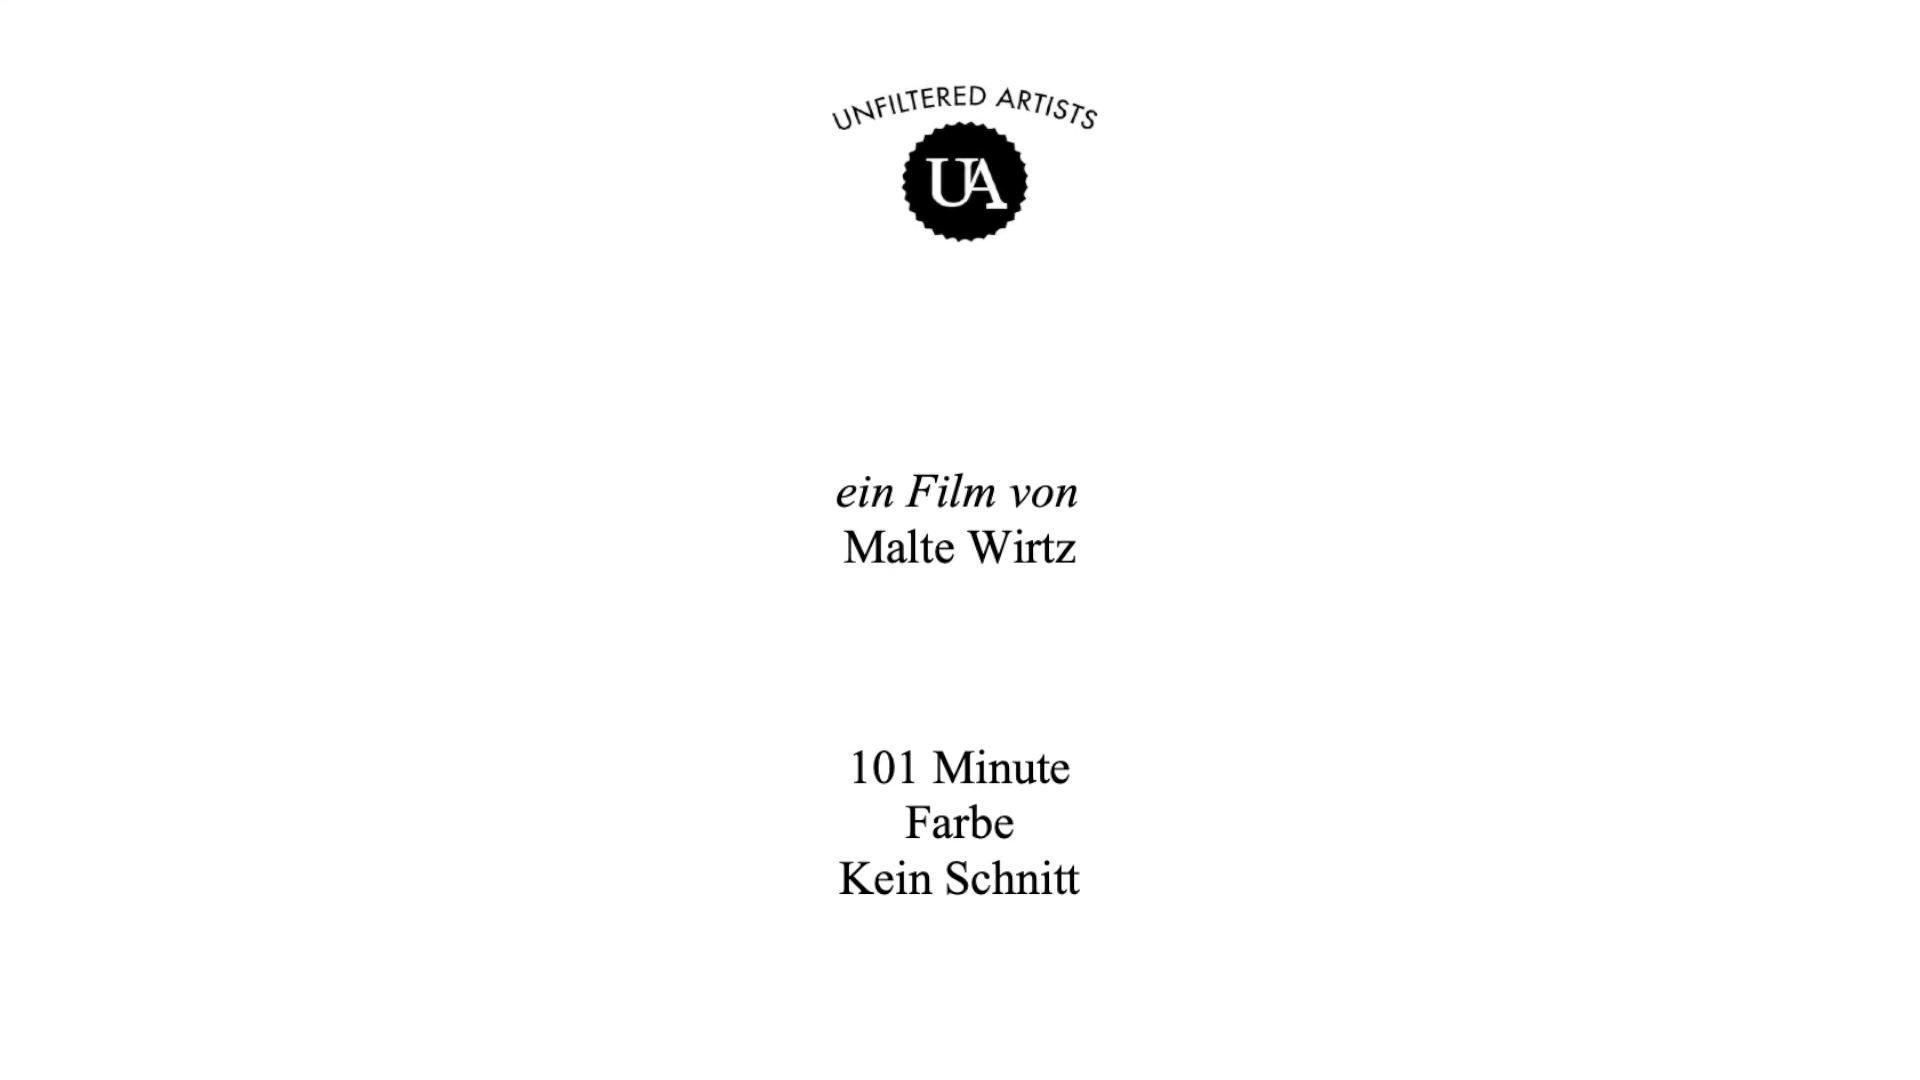 UNFILTERED ARTISTS
UA
ein Film von
Malte Wirtz
101 Minute
Farbe
Kein Schnitt